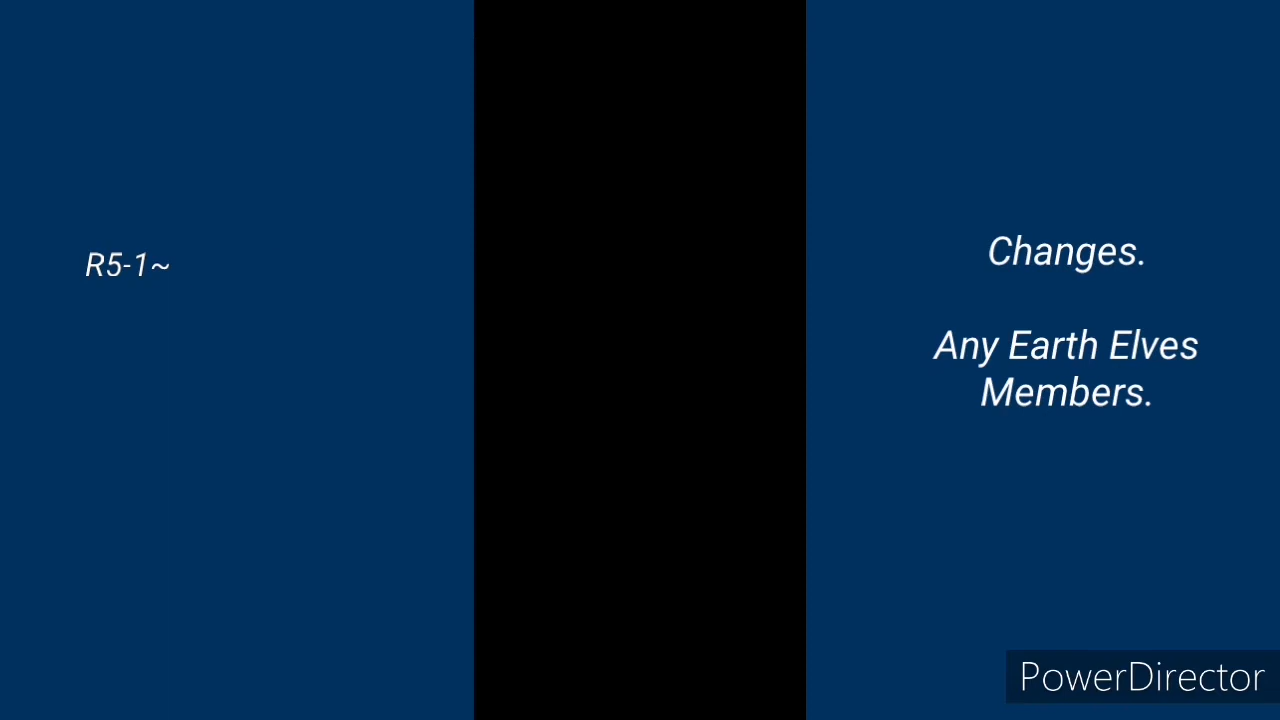 R5-1~
Changes.
Any Earth Elves
Members.
PowerDirector